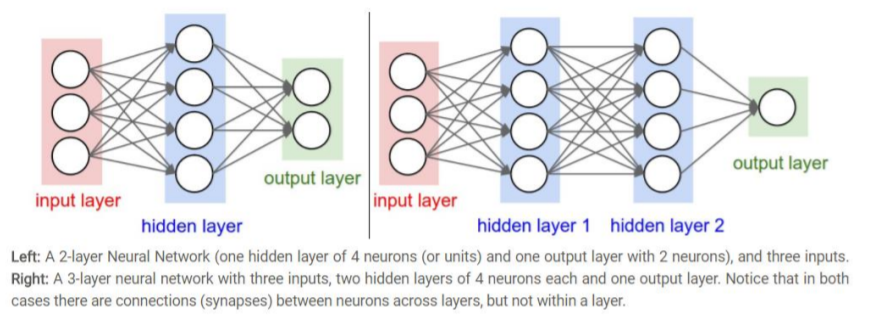 input layer
hidden layer
output layer
input layer
hidden layer 1
hidden layer 2
output layer
Left: A 2-layer Neural Network (one hidden layer of 4 neurons (or units) and one output layer with 2 neurons), and three inputs.
Right: A 3-layer neural network with three inputs, two hidden layers of 4 neurons each and one output layer. Notice that in both
cases there are connections (synapses) between neurons across layers, but not within a layer.